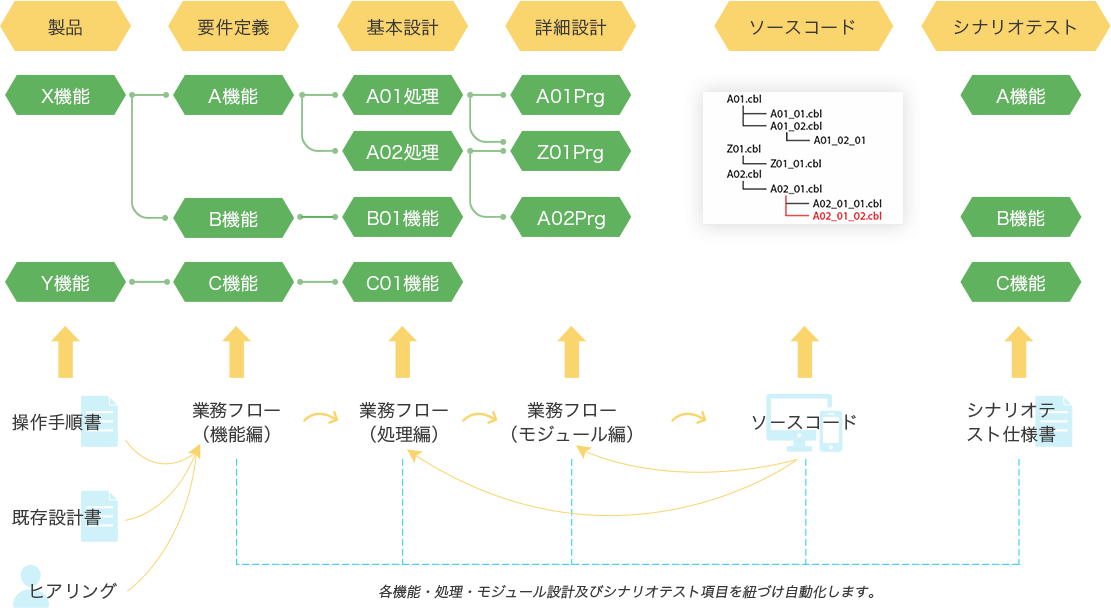 製品
要件定義
基本設計
詳細設計
ソースコード
シナリオテスト
X機能
A機能
A01処理
A01Prg
A機能
A02処理
Z01Prg
B機能
B01機能
A02Prg
B機能
Y機能
C機能
C01機能
C機能
A01.cbl
A01_01.cbl
A01_02.cbl
A01_02_01
Z01.cbl
Z01_01.cbl
A02.cbl
A02_01.cbl
A02_01_01.cbl
A02_01_02.cbl
操作手順書
既存設計書
ヒアリング
業務フロー
（機能編）
業務フロー
（処理編）
業務フロー
（モジュール編）
ソースコード
シナリオテ
スト仕様書
各機能・処理・モジュール設計及びシナリオテスト項目を紐づけ自動化します。